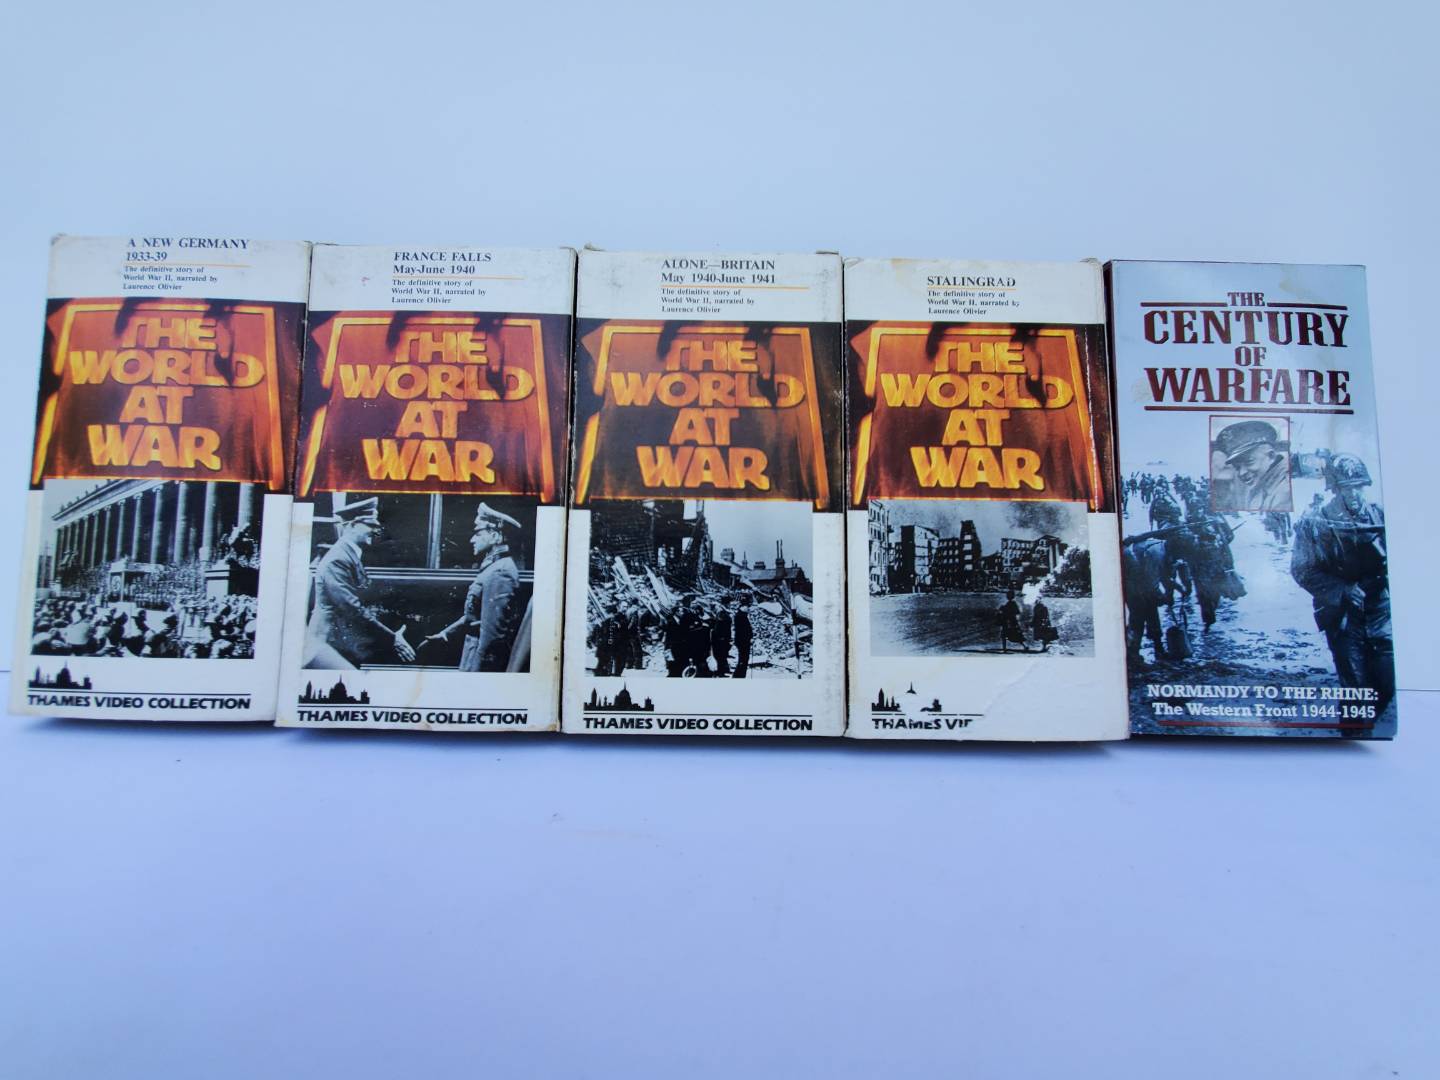 A NEW GERMANY
1933-39
The definitive story of
World War II, narrated by
Laurence Olivier
THE
WORLD
AT
WAR
THAMES VIDEO COLLECTION
FRANCE FALLS
May-June 1940
The definitive story of
World War II, narrated by
Laurence Olivier
THE
WORLD
AT
WAR
THAMES VIDEO COLLECTION
ALONE—BRITAIN
May 1940-June 1941
The definitive story of
World War II, narrated by
Laurence Olivier
THE
WORLD
AT
WAR
THAMES VIDEO COLLECTION
STALINGRAD
The definitive story of
World War II, narrated by
Laurence Olivier
THE
WORLD
AT
WAR
THAMES
THE
CENTURY
OF
WARFARE
NORMANDY TO THE RHINE:
The Western Front 1944-1945